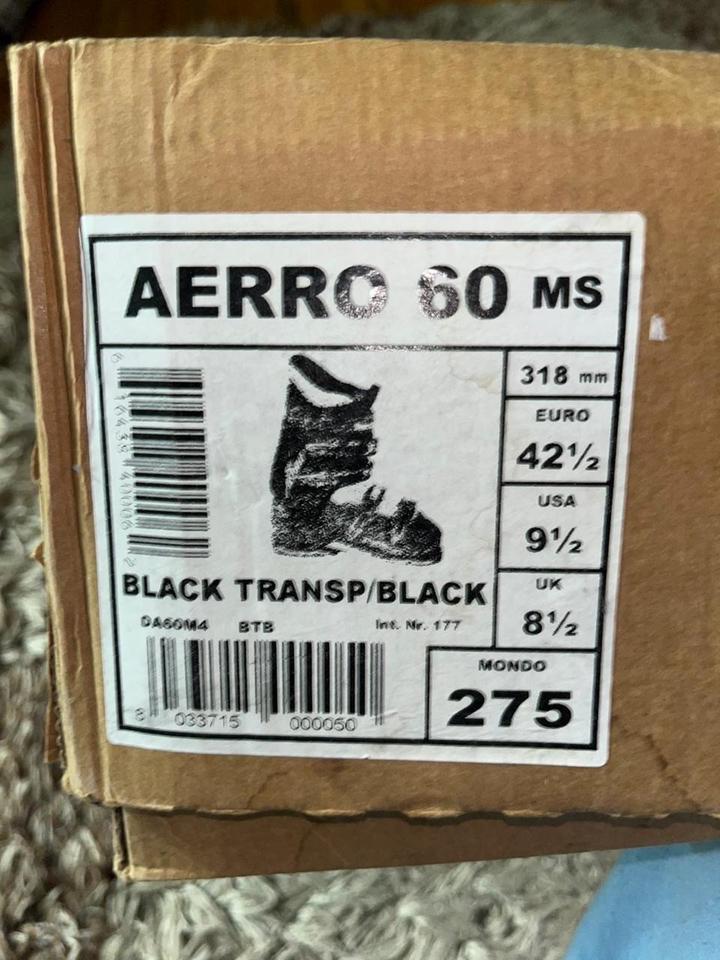 AERRO 60 MS
318 mm
EURO
42½
USA
9½
UK
8½
MONDO
275
BLACK TRANSP/BLACK
DA60M4 BTB Int. Nr. 177
8 033715 000050